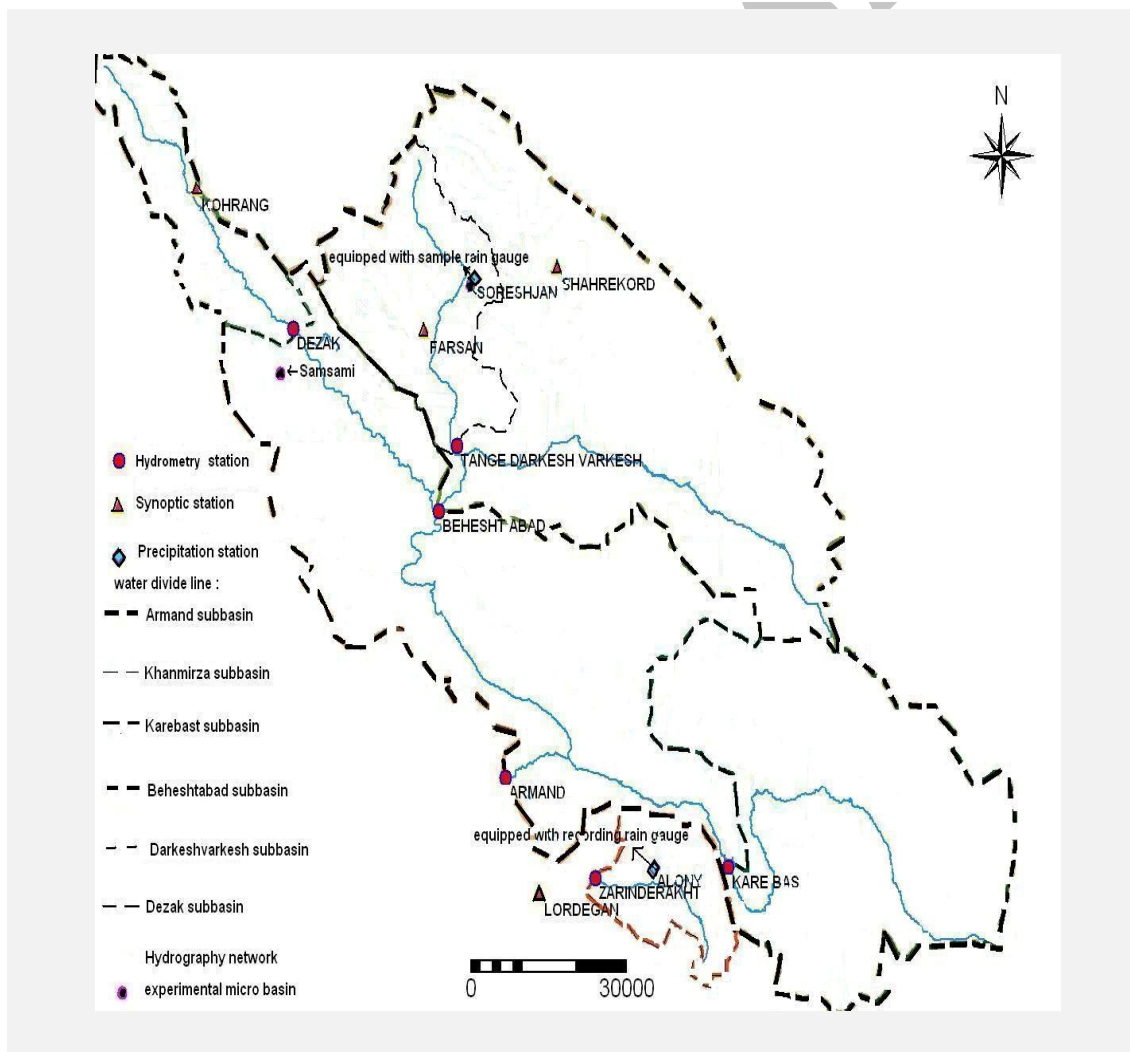 N
KOHRANG
equipped with sample rain gauge
SORESHJAN
SHAHREKORD
DEZAK
FARSAN
←Samsami
TANGE DARKESH VARKESH
BEHESHT ABAD
Hydrometry station
Synoptic station
Precipitation station
water divide line :
Armand subbasin
Khanmirza subbasin
Karebast subbasin
Beheshtabad subbasin
Darkeshvarkesh subbasin
Dezak subbasin
Hydrography network
experimental micro basin
ARMAND
equipped with recording rain gauge
ALONY
ZARINDERAKHT
KARE BAS
LORDEGAN
0 30000